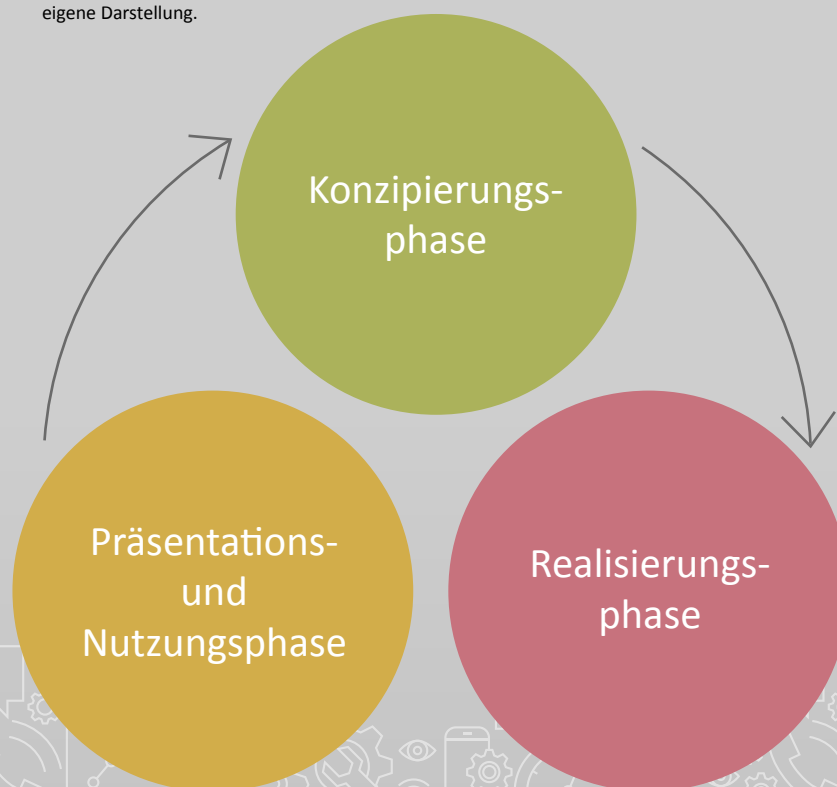 eigene Darstellung.
Konzipierungs-
phase
Präsentations-
und
Nutzungsphase
Realisierungs-
phase